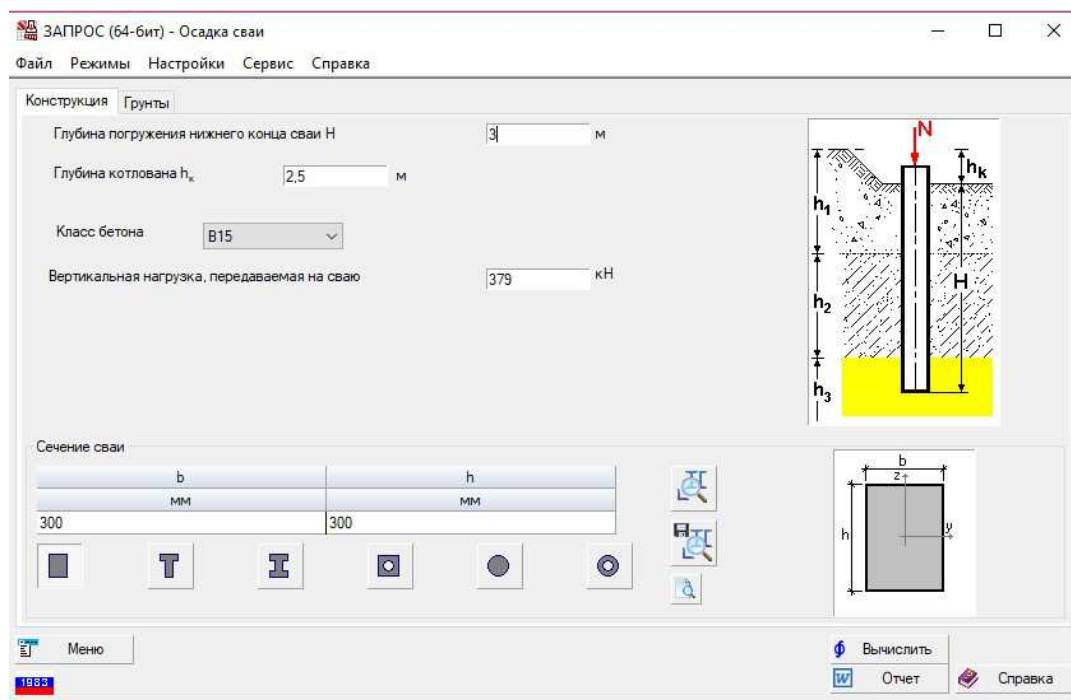 ЗАПРОС (64-бит) - Осадка сваи
Файл Режимы Настройки Сервис Справка
Конструкция Грунты
Глубина погружения нижнего конца сваи H 3 м
Глубина котлована hк 2,5 м
Класс бетона B15
Вертикальная нагрузка, передаваемая на сваю 379 кН
N
hk
h1
H
h2
h3
Сечение сваи
b h
мм мм
300 300
b
z
h
y
Меню
Вычислить
W Отчет
Справка
1983